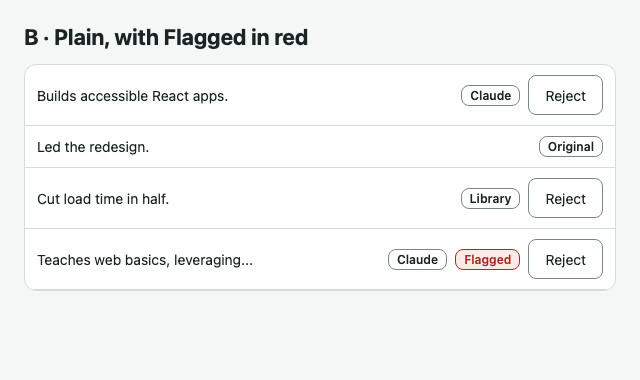 B · Plain, with Flagged in red
Builds accessible React apps. Claude Reject
Led the redesign. Original
Cut load time in half. Library Reject
Teaches web basics, leveraging... Claude Flagged Reject